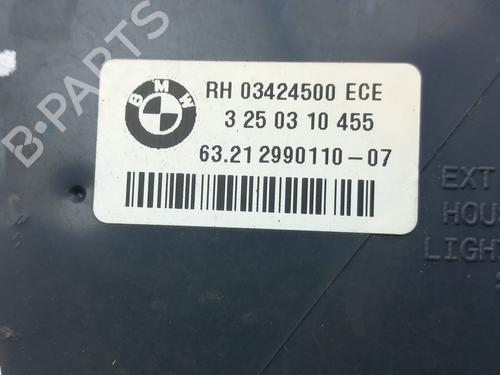 B-PARTS
BMW
RH 03424500 ECE
3 25 03 10 455
63.21 2990110-07
EXT
HOU
LIGH